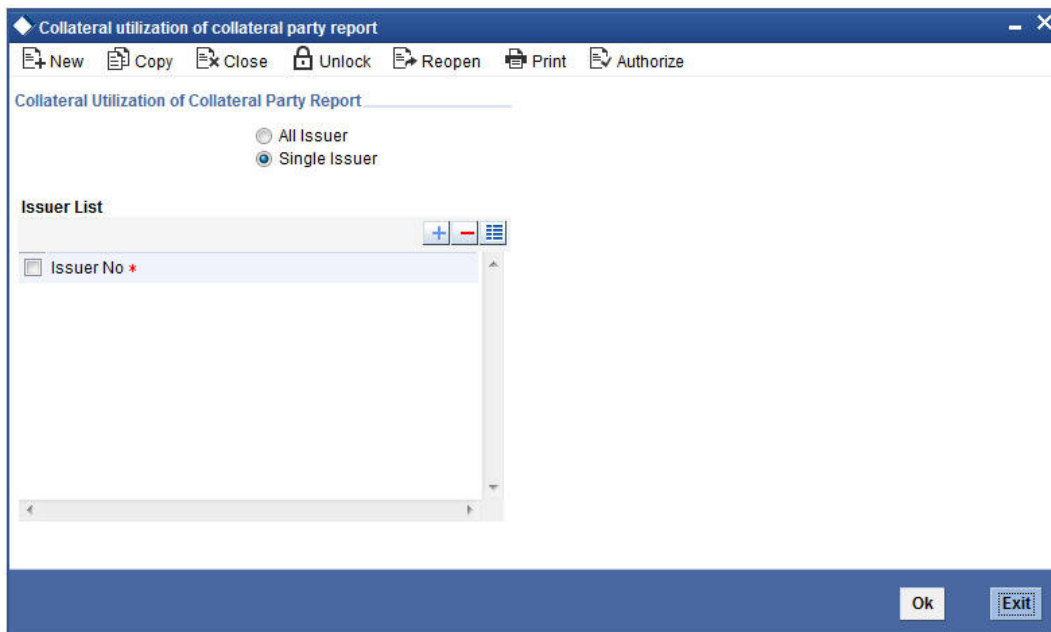 Collateral utilization of collateral party report
New Copy Close Unlock Reopen Print Authorize
Collateral Utilization of Collateral Party Report
All Issuer
Single Issuer
Issuer List
Issuer No *
Ok Exit